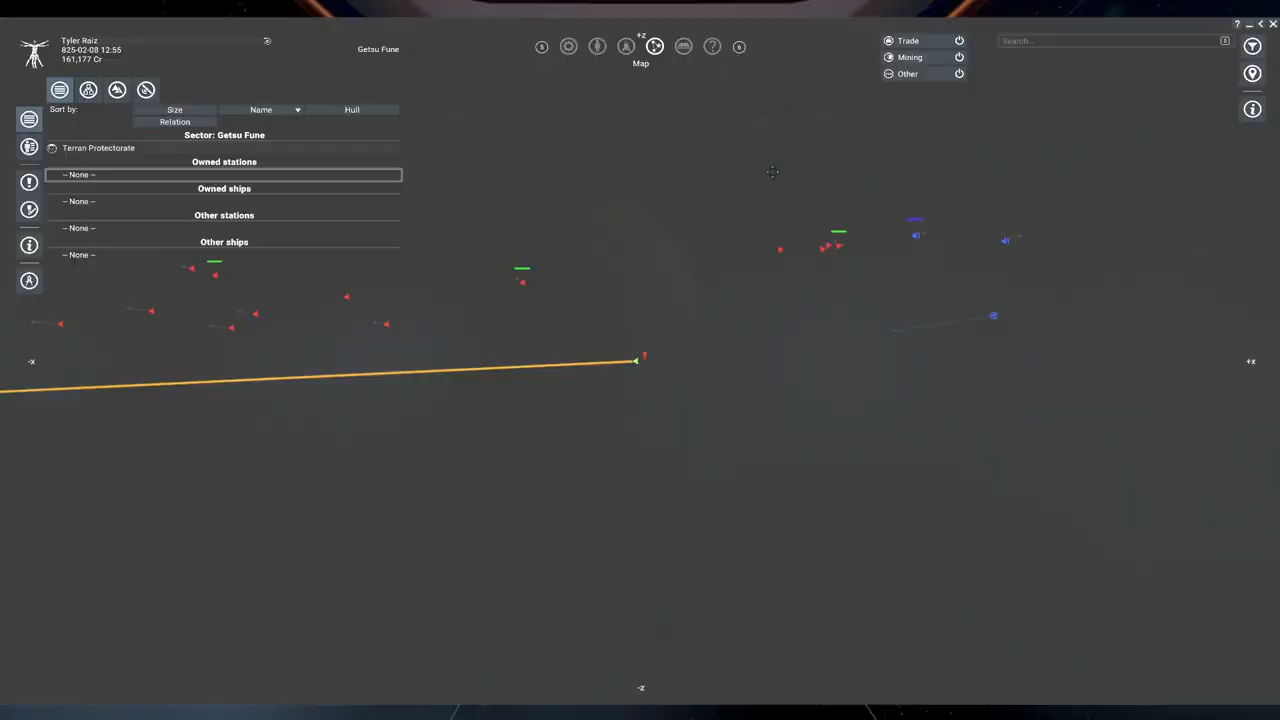 Tyler Raiz
825-02-08 12:55
161,177 Cr
Getsu Fune
+z
5
6
Map
Trade
Mining
Other
Search...
Sort by:
Size
Name
Hull
Relation
Sector: Getsu Fune
Terran Protectorate
Owned stations
-- None --
Owned ships
-- None --
Other stations
-- None --
Other ships
-- None --
-x
+x
-z